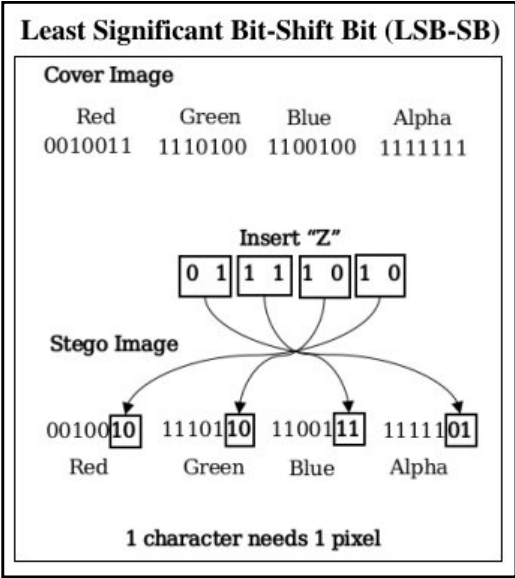 Least Significant Bit-Shift Bit (LSB-SB)
Cover Image
Red Green Blue Alpha
0010011 1110100 1100100 1111111
Insert “Z”
0 1 1 1 1 0 1 0
Stego Image
0010010 1110110 1100111 1111101
Red Green Blue Alpha
1 character needs 1 pixel